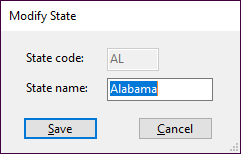 Modify State
State code: AL
State name: Alabama
Save Cancel